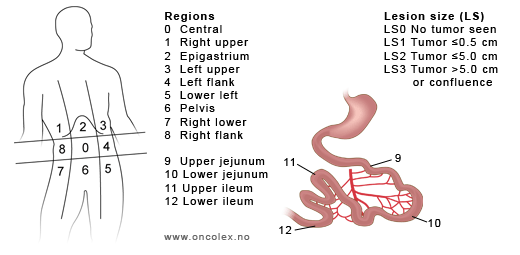 Regions
0 Central
1 Right upper
2 Epigastrium
3 Left upper
4 Left flank
5 Lower left
6 Pelvis
7 Right lower
8 Right flank
9 Upper jejunum
10 Lower jejunum
11 Upper ileum
12 Lower ileum
Lesion size (LS)
LS0 No tumor seen
LS1 Tumor ≤0.5 cm
LS2 Tumor ≤5.0 cm
LS3 Tumor >5.0 cm
or confluence
1 2 3
8 0 4
7 6 5
11
9
12
10
www.oncolex.no